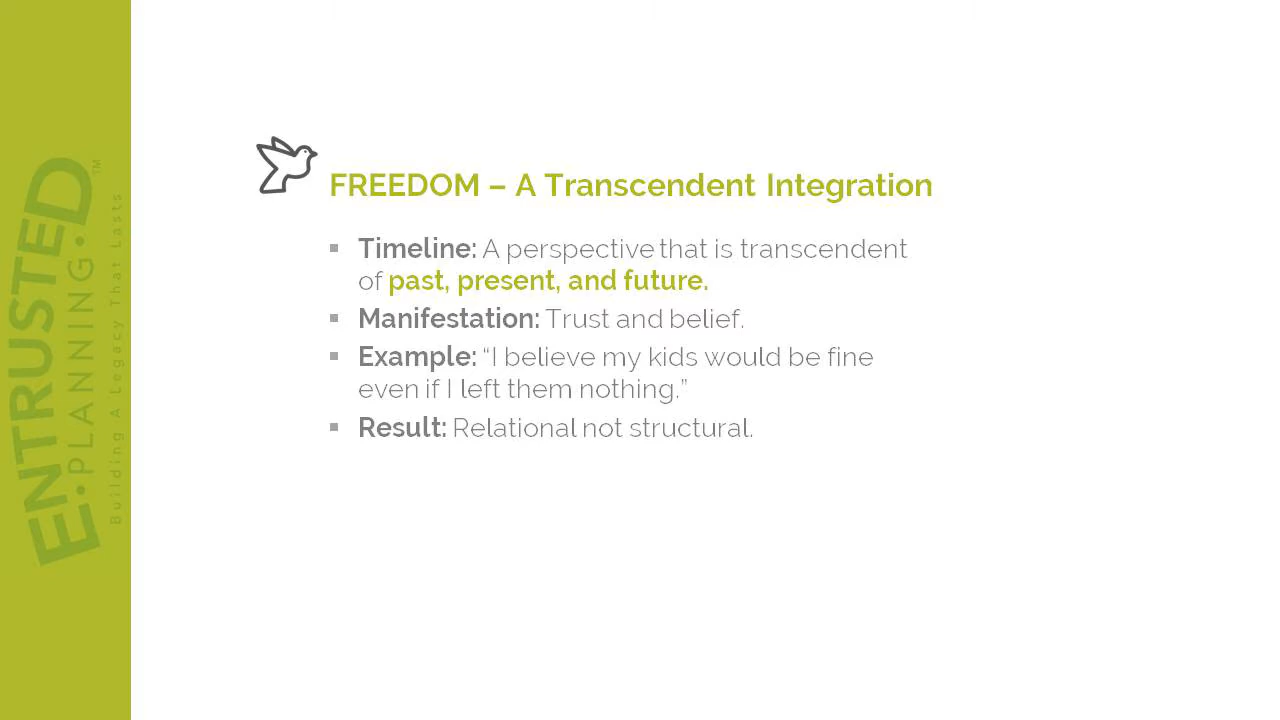 ENTRUSTED
PLANNING
Building A Legacy That Lasts
TM
FREEDOM – A Transcendent Integration
▪ Timeline: A perspective that is transcendent
of past, present, and future.
▪ Manifestation: Trust and belief.
▪ Example: “I believe my kids would be fine
even if I left them nothing.”
▪ Result: Relational not structural.